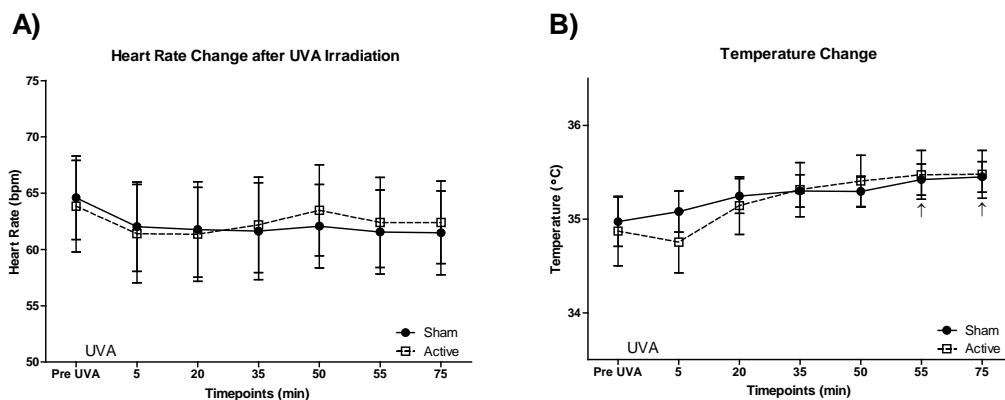 A)
Heart Rate Change after UVA Irradiation
75
70
65
60
55
50
Heart Rate (bpm)
UVA
Sham
Active
Pre UVA 5 20 35 50 55 75
Timepoints (min)
B)
Temperature Change
36
35
34
Temperature (°C)
↑ ↑
UVA
Sham
Active
Pre UVA 5 20 35 50 55 75
Timepoints (min)